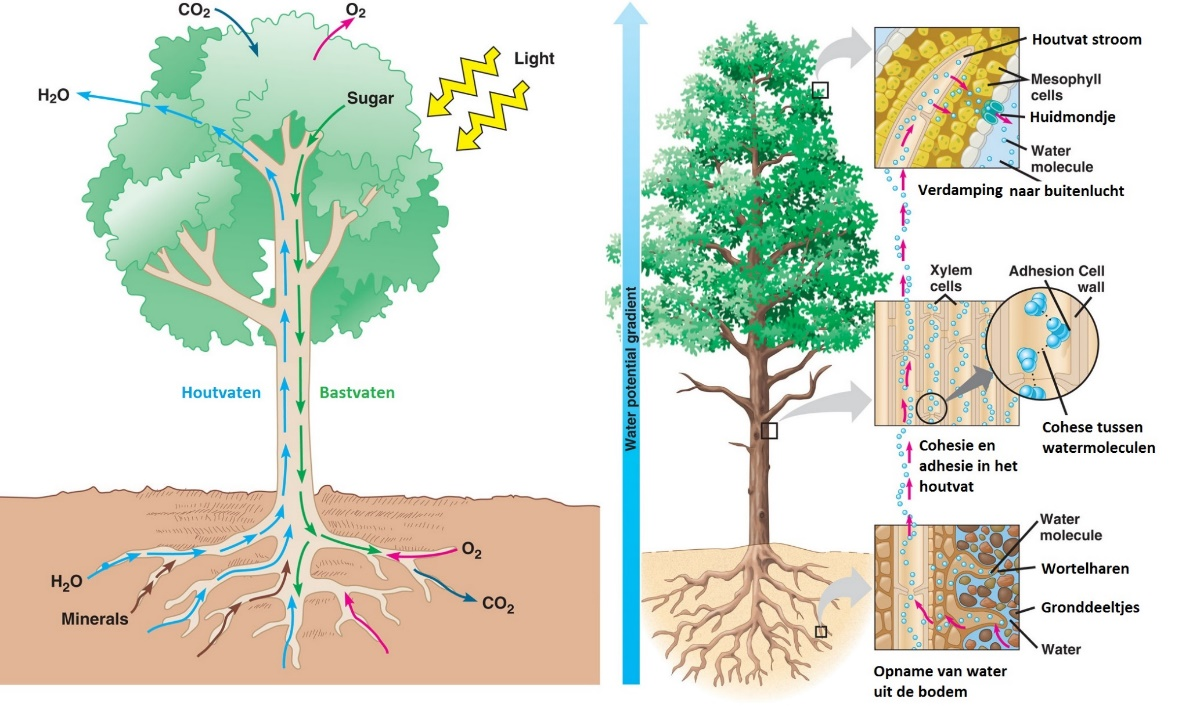 CO2
O2
Light
H2O
Sugar
Houtvaten
Bastvaten
O2
H2O
CO2
Minerals
Water potential gradient
Houtvat stroom
Mesophyll
cells
Huidmondje
Water
molecule
Verdamping naar buitenlucht
Xylem
cells
Adhesion
Cell
wall
Cohese tussen
watermoleculen
Cohesie en
adhesie in het
houtvat
Water
molecule
Wortelharen
Gronddeeltjes
Water
Opname van water
uit de bodem